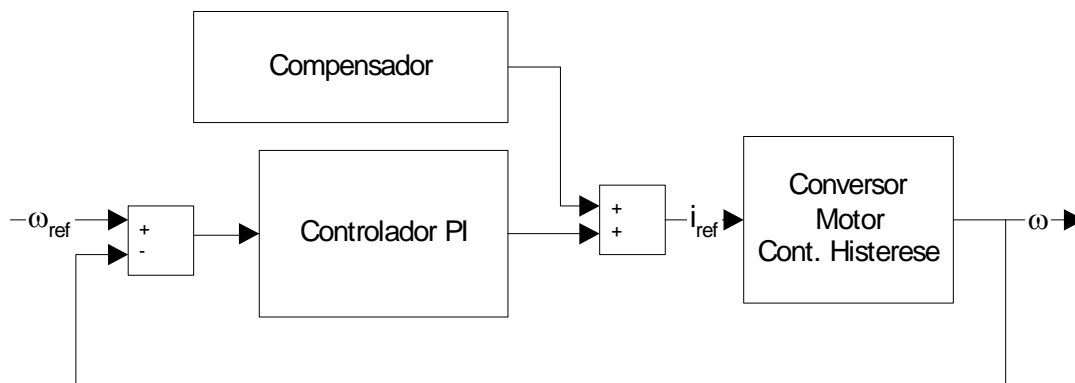 Compensador
ω_ref
+
-
Controlador PI
+
+
i_ref
Conversor
Motor
Cont. Histerese
ω